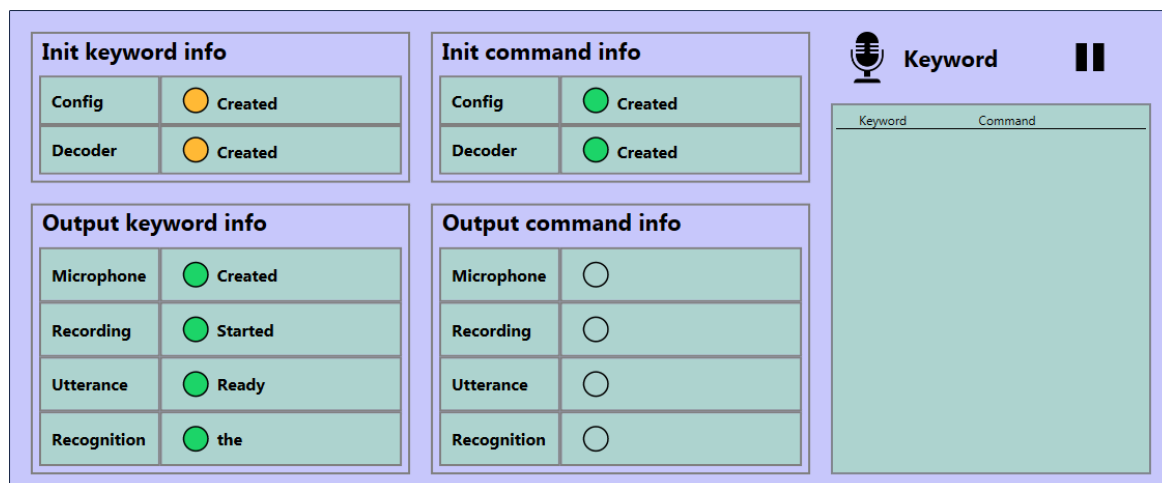 Init keyword info
Config Created
Decoder Created
Init command info
Config Created
Decoder Created
Output keyword info
Microphone Created
Recording Started
Utterance Ready
Recognition the
Output command info
Microphone
Recording
Utterance
Recognition
Keyword
Keyword Command